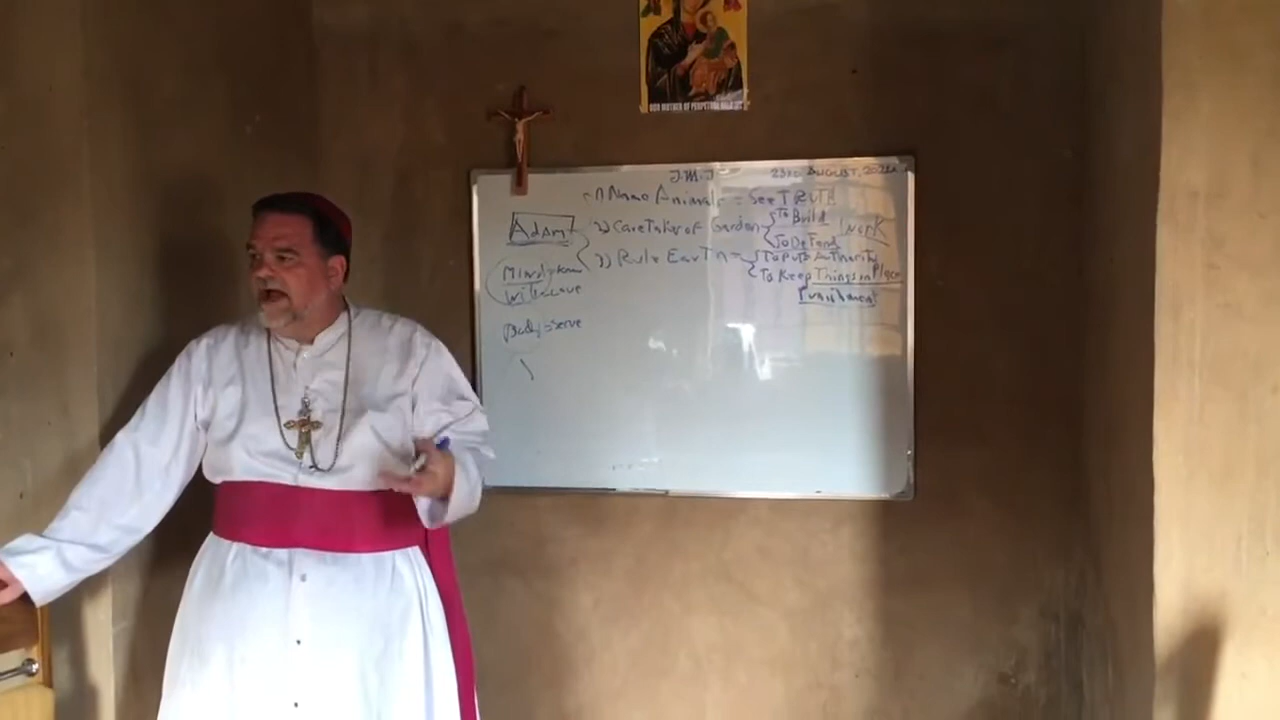 OUR MOTHER OF PERPETUAL HELP
J.M.J
23rd AUGUST, 202
1) Name Animals = See TRUTH
Adam
2) CareTaker of Garden
To Build
To Defend
Work
3) Rule Earth =
To Put Authority
To Keep Things in Place
Punishment
Mind = know
Will = Love
Body = serve